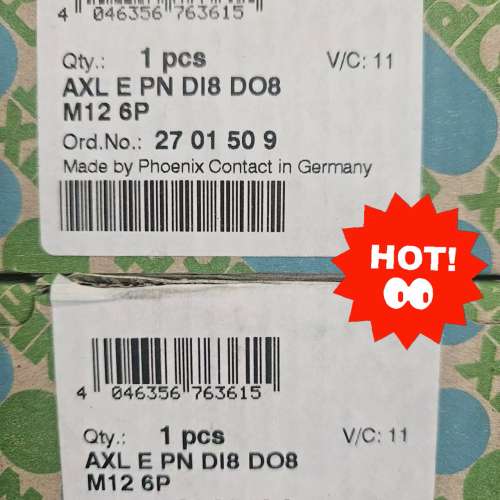 4 046356 763615
Qty.: 1 pcs V/C: 11
AXL E PN DI8 DO8
M12 6P
Ord.No.: 27 01 50 9
Made by Phoenix Contact in Germany
HOT!
4 046356 763615
Qty.: 1 pcs V/C: 11
AXL E PN DI8 DO8
M12 6P